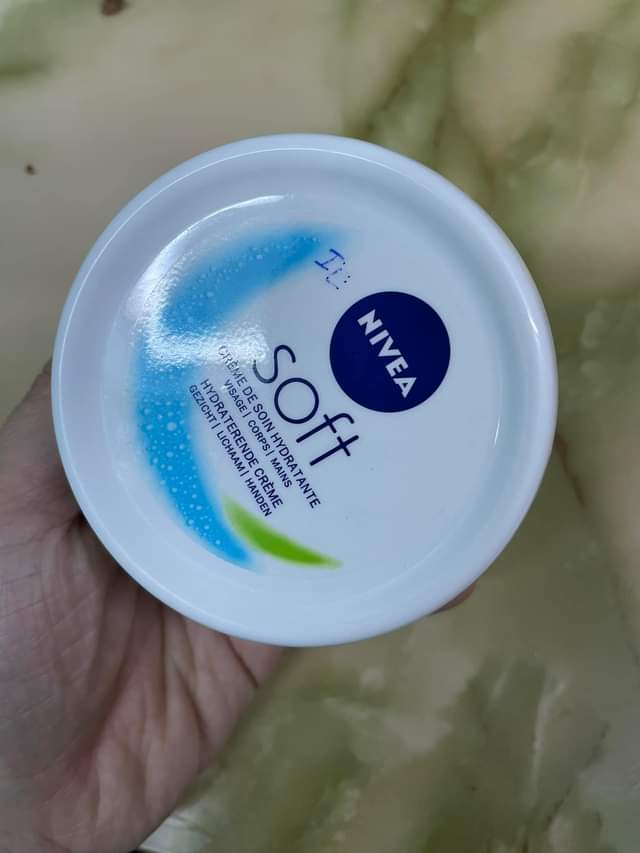 NIVEA
soft
CRÈME DE SOIN HYDRATANTE
VISAGE | CORPS | MAINS
HYDRATERENDE CRÈME
GEZICHT | LICHAAM | HANDEN